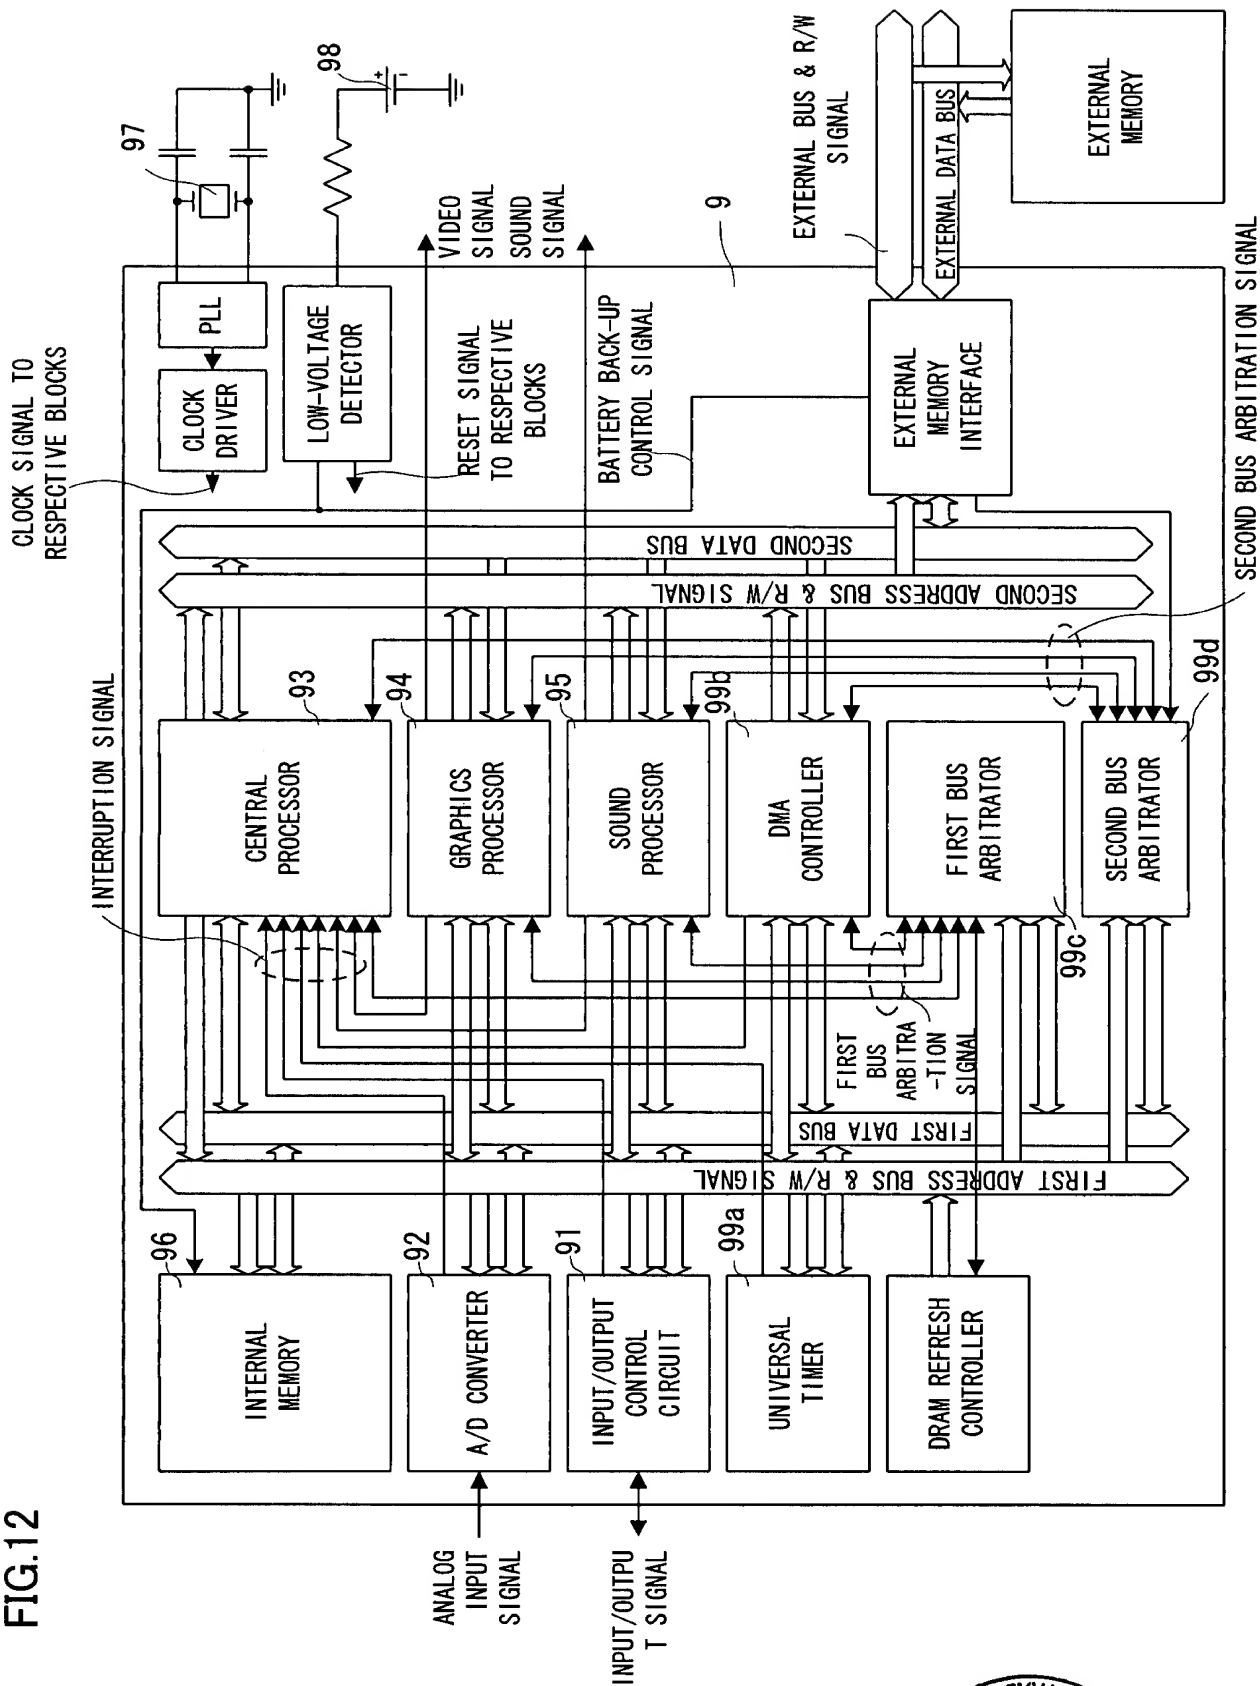 FIG.12
CLOCK SIGNAL TO
RESPECTIVE BLOCKS
97
98
PLL
CLOCK
DRIVER
LOW-VOLTAGE
DETECTOR
VIDEO
SIGNAL
SOUND
SIGNAL
RESET SIGNAL
TO RESPECTIVE
BLOCKS
BATTERY BACK-UP
CONTROL SIGNAL
9
EXTERNAL BUS & R/W
SIGNAL
EXTERNAL DATA BUS
EXTERNAL
MEMORY
EXTERNAL
MEMORY
INTERFACE
SECOND BUS ARBITRATION SIGNAL
SECOND DATA BUS
SECOND ADDRESS BUS & R/W SIGNAL
INTERRUPTION SIGNAL
93
CENTRAL
PROCESSOR
94
GRAPHICS
PROCESSOR
95
SOUND
PROCESSOR
99b
DMA
CONTROLLER
FIRST BUS
ARBITRATOR
99c
99d
SECOND BUS
ARBITRATOR
FIRST
BUS
ARBITRA
-TION
SIGNAL
FIRST DATA BUS
FIRST ADDRESS BUS & R/W SIGNAL
96
INTERNAL
MEMORY
92
A/D CONVERTER
91
INPUT/OUTPUT
CONTROL
CIRCUIT
99a
UNIVERSAL
TIMER
DRAM REFRESH
CONTROLLER
ANALOG
INPUT
SIGNAL
INPUT/OUTPU
T SIGNAL